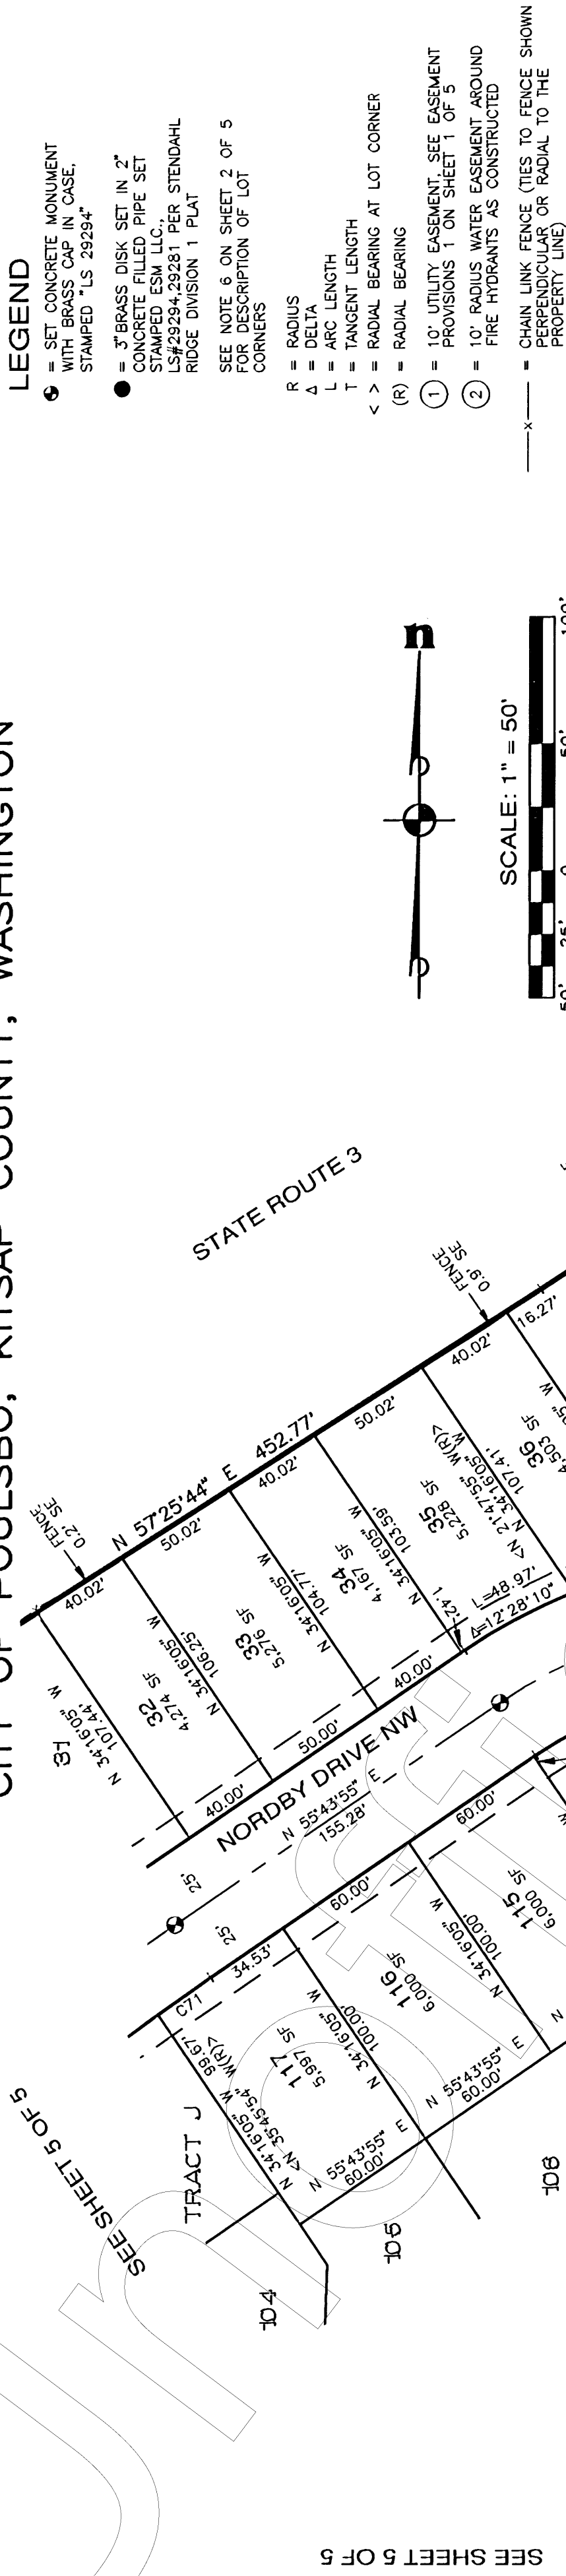 CITY OF POULSBO, KITSAP COUNTY, WASHINGTON
LEGEND
= SET CONCRETE MONUMENT
WITH BRASS CAP IN CASE,
STAMPED "LS 29294"
= 3"BRASS DISK SET IN 2"
CONCRETE FILLED PIPE SET
STAMPED ESM LLC.,
LS#29294,29281 PER STENDAHL
RIDGE DIVISION 1 PLAT
SEE NOTE 6 ON SHEET 2 OF 5
FOR DESCRIPTION OF LOT
CORNERS
R = RADIUS
Δ = DELTA
L = ARC LENGTH
T = TANGENT LENGTH
< > = RADIAL BEARING AT LOT CORNER
(R) = RADIAL BEARING
1 = 10' UTILITY EASEMENT, SEE EASEMENT
PROVISIONS 1 ON SHEET 1 OF 5
2 = 10' RADIUS WATER EASEMENT AROUND
FIRE HYDRANTS AS CONSTRUCTED
x = CHAIN LINK FENCE (TIES TO FENCE SHOWN
PERPENDICULAR OR RADIAL TO THE
PROPERTY LINE)
n
SCALE: 1" = 50'
50' 25' 0 50' 100'
STATE ROUTE 3
FENCE
0.2' SE
FENCE
0.9' SE
N 57°25'44" E 452.77'
40.02'
50.02'
40.02'
50.02'
40.02'
16.27'
31
N 34°16'05" W
107.44'
32
4,274 SF
N 34°16'05" W
106.25'
33
5,276 SF
N 34°16'05" W
104.77'
34
4,167 SF
N 34°16'05" W
103.59'
35
5,228 SF
<N 21°47'55" W(R)>
N 34°16'05" W
107.41'
36
4,503 SF
05" W
40.00'
50.00'
40.00'
1.42'
L=48.97'
Δ=12°28'10"
NORDBY DRIVE NW
N 55°43'55" E
155.28'
25'
25'
C71
34.53'
60.00'
60.00'
TRACT J
N 34°16'05" W 99.67'
<N 35°45'54" W(R)>
117
5,997 SF
N 34°16'05" W
100.00'
116
6,000 SF
N 34°16'05" W
100.00'
115
6,000 SF
N 55°43'55" E
60.00'
N 55°43'55" E
60.00'
N
W
104
105
106
SEE SHEET 5 OF 5
SEE SHEET 5 OF 5